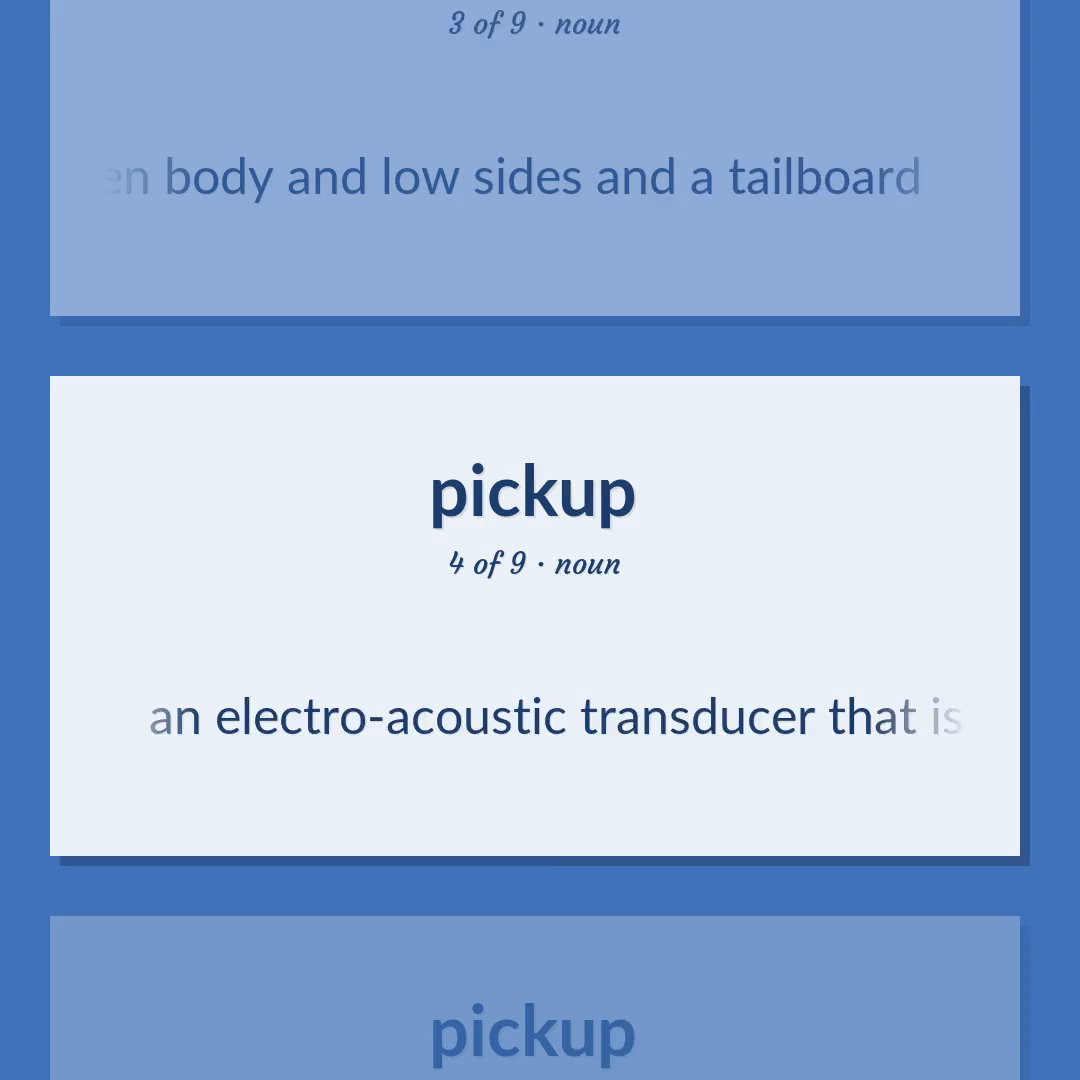 3 of 9 · noun
en body and low sides and a tailboard
pickup
4 of 9 · noun
an electro-acoustic transducer that is
pickup